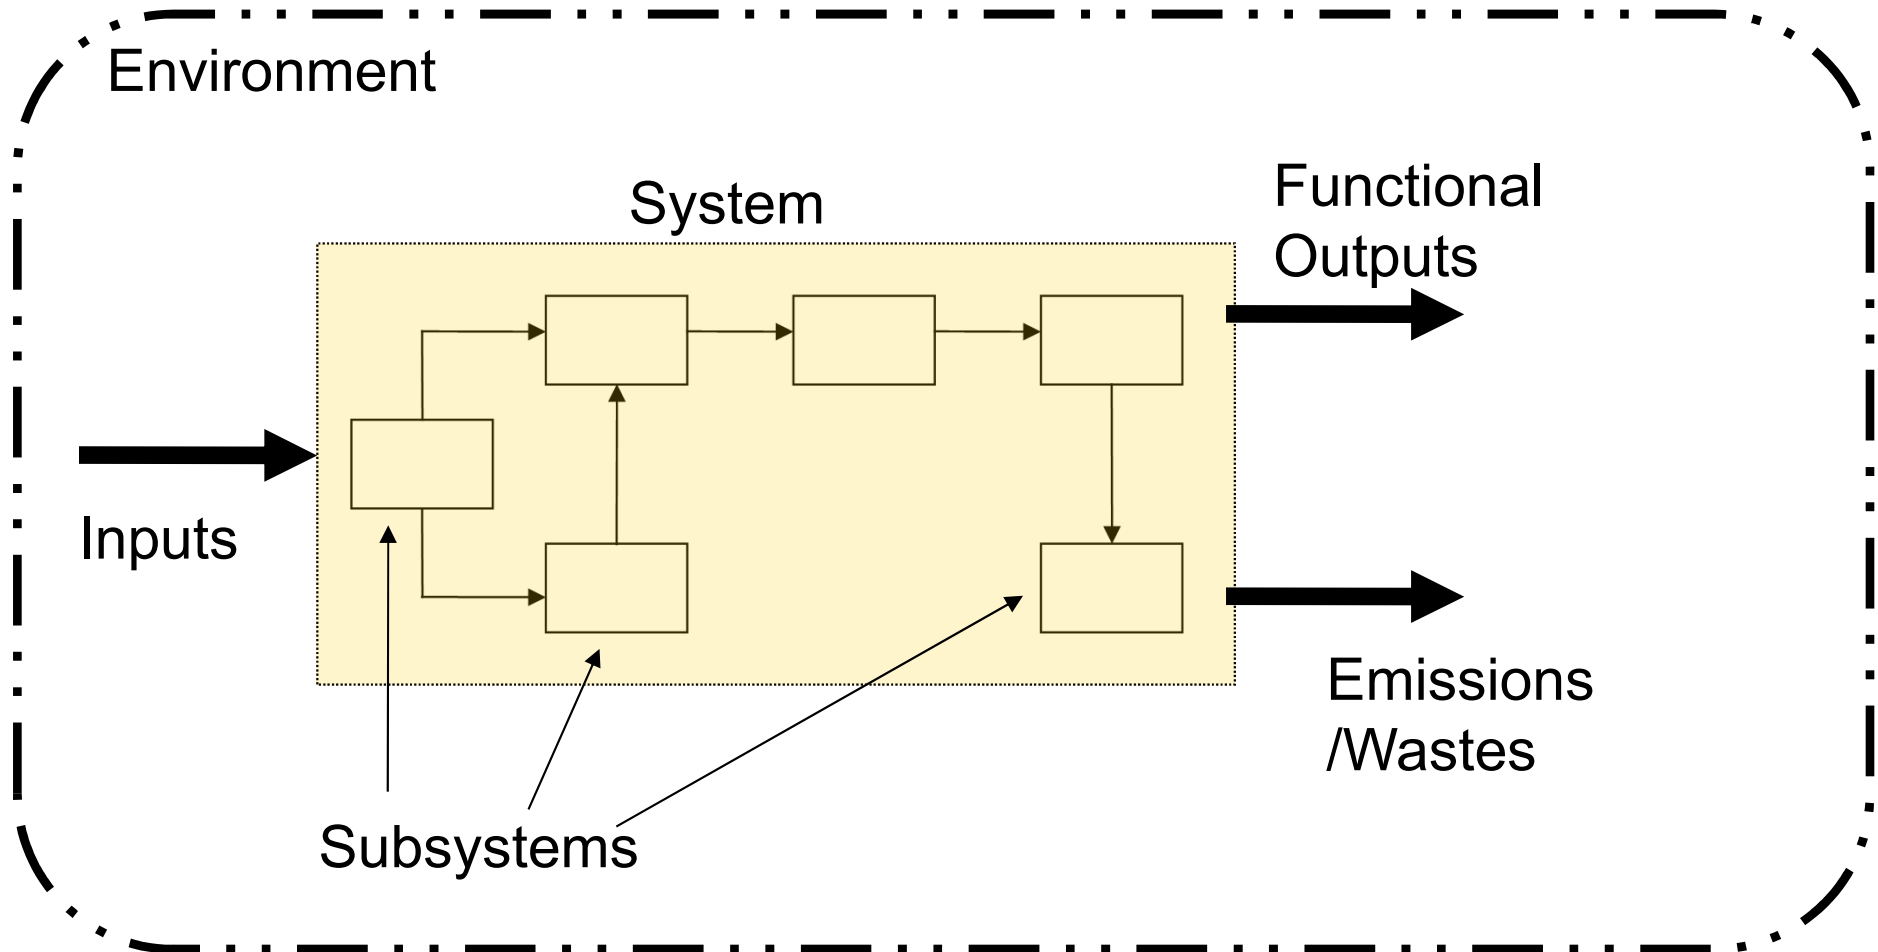 Environment
System
Functional
Outputs
Inputs
Emissions
/Wastes
Subsystems